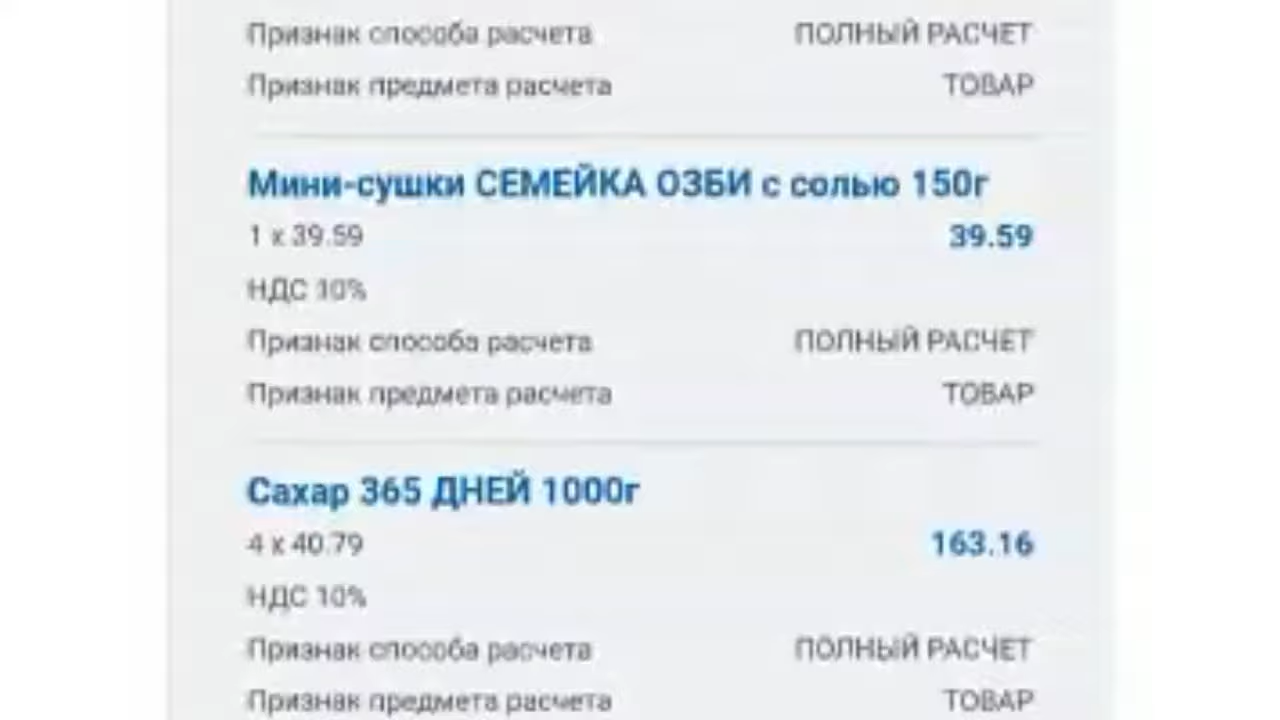 Признак способа расчета ПОЛНЫЙ РАСЧЕТ
Признак предмета расчета ТОВАР
Мини-сушки СЕМЕЙКА ОЗБИ с солью 150г
1 x 39.59 39.59
НДС 10%
Признак способа расчета ПОЛНЫЙ РАСЧЕТ
Признак предмета расчета ТОВАР
Сахар 365 ДНЕЙ 1000г
4 x 40.79 163.16
НДС 10%
Признак способа расчета ПОЛНЫЙ РАСЧЕТ
Признак предмета расчета ТОВАР